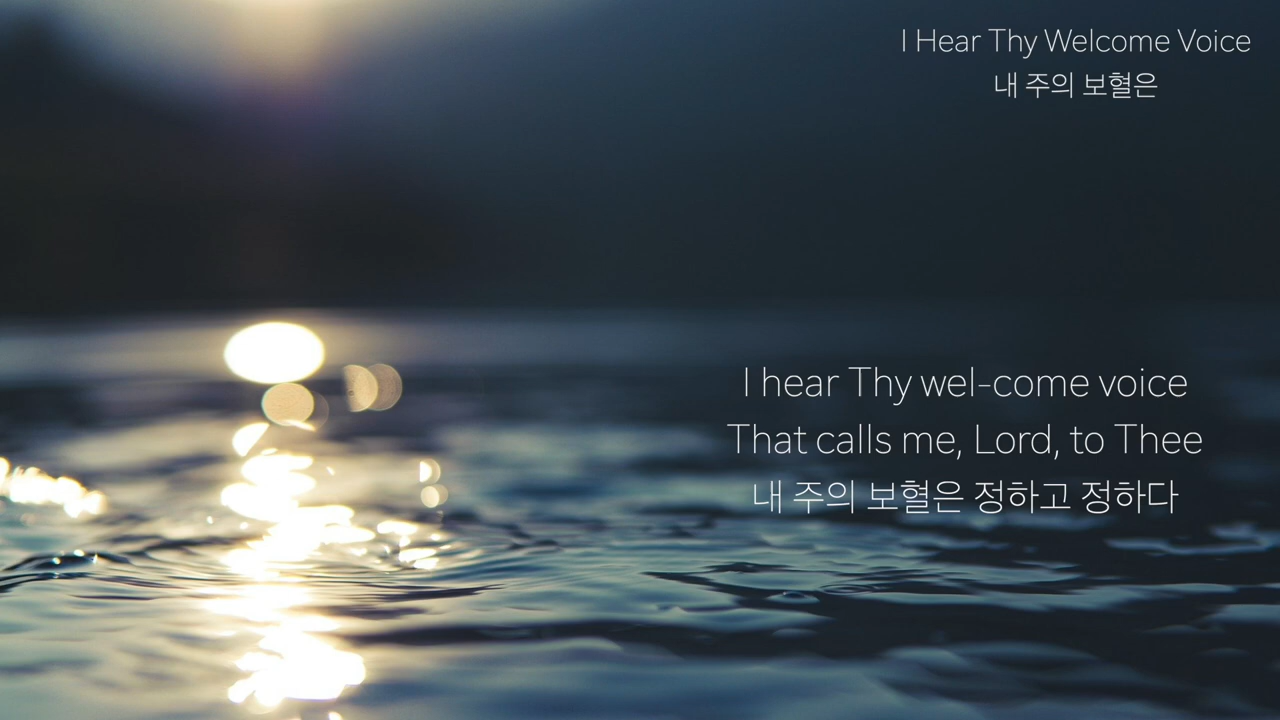 I Hear Thy Welcome Voice
내 주의 보혈은
I hear Thy wel-come voice
That calls me, Lord, to Thee
내 주의 보혈은 정하고 정하다